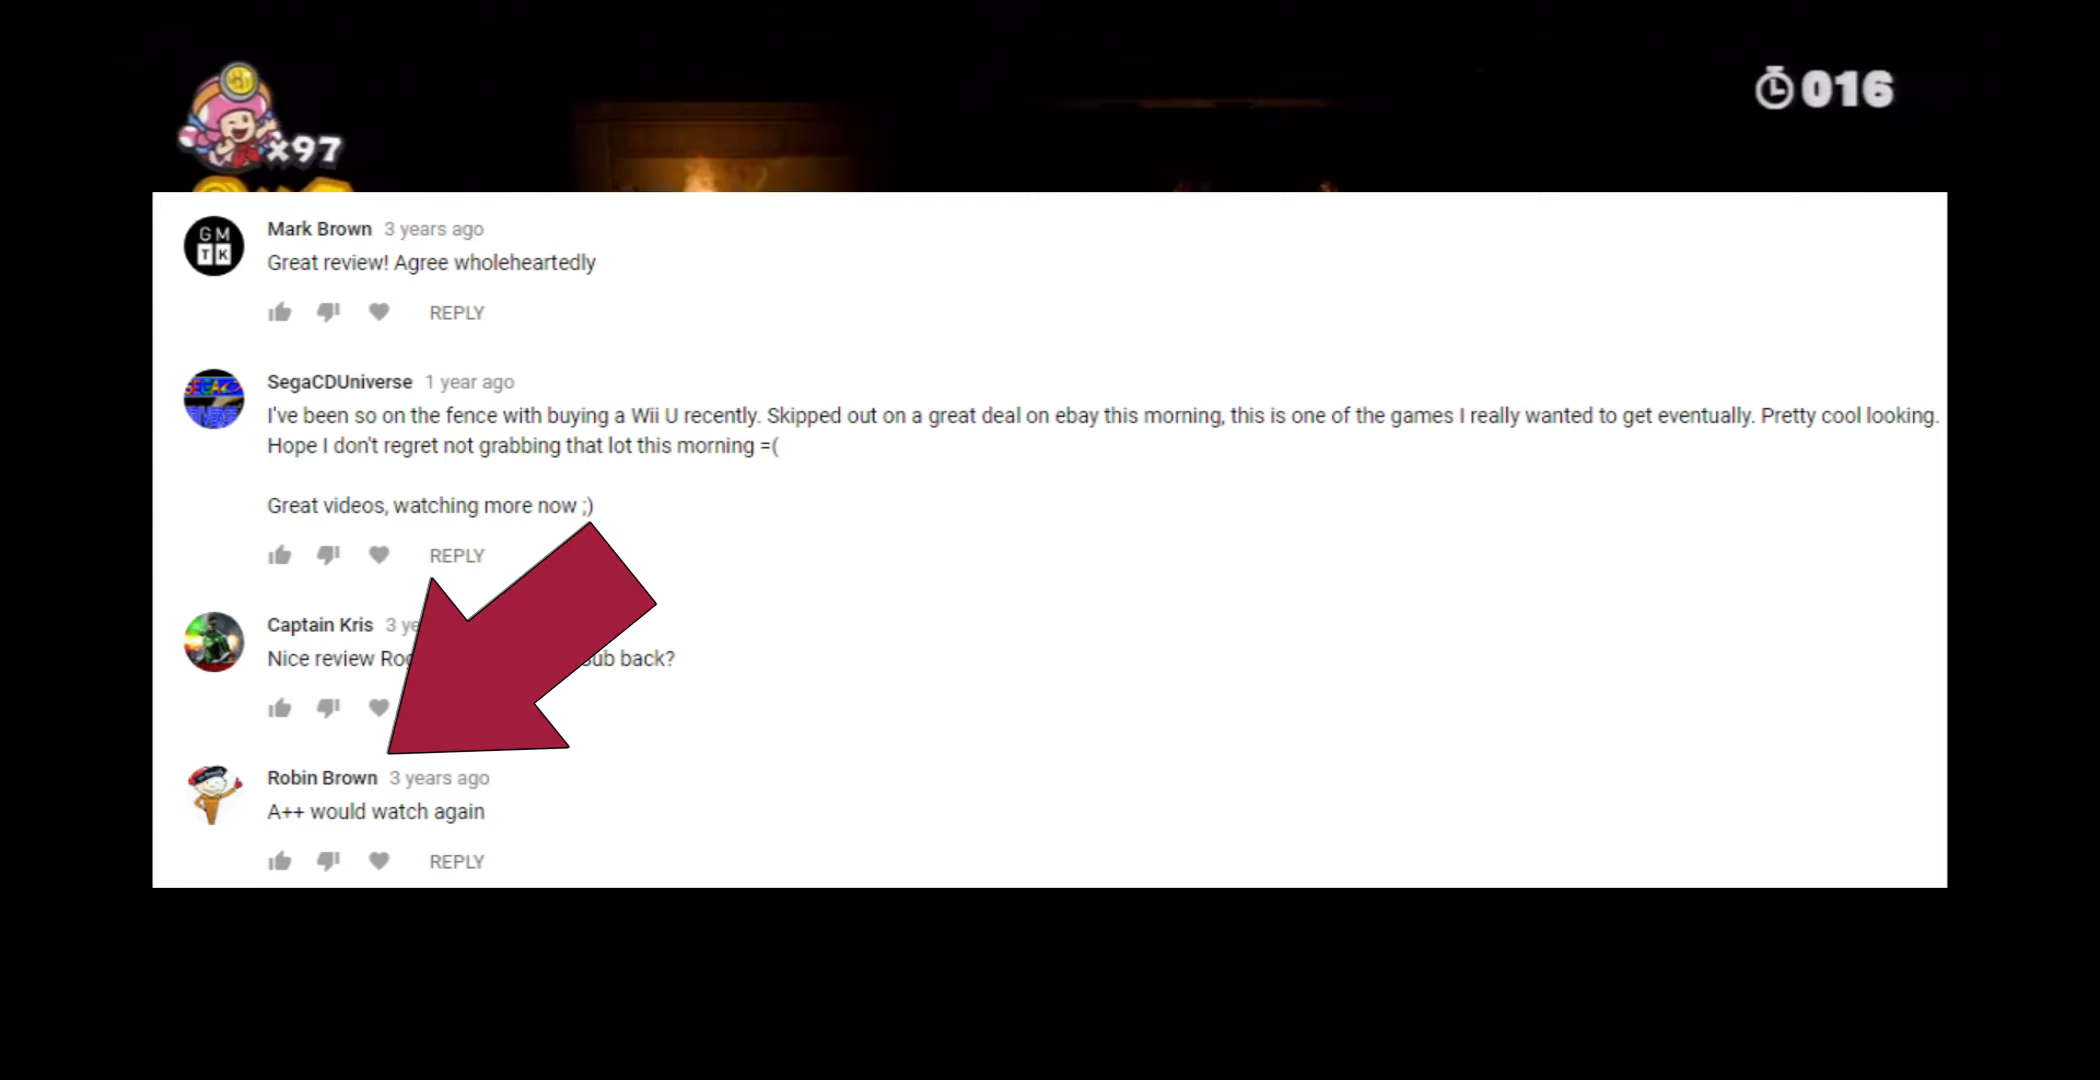 x97
016
GM
TK
Mark Brown 3 years ago
Great review! Agree wholeheartedly
REPLY
SegaCDUniverse 1 year ago
I've been so on the fence with buying a Wii U recently. Skipped out on a great deal on ebay this morning, this is one of the games I really wanted to get eventually. Pretty cool looking.
Hope I don't regret not grabbing that lot this morning =(
Great videos, watching more now ;)
REPLY
Captain Kris 3
Nice review back?
Robin Brown 3 years ago
A++ would watch again
REPLY